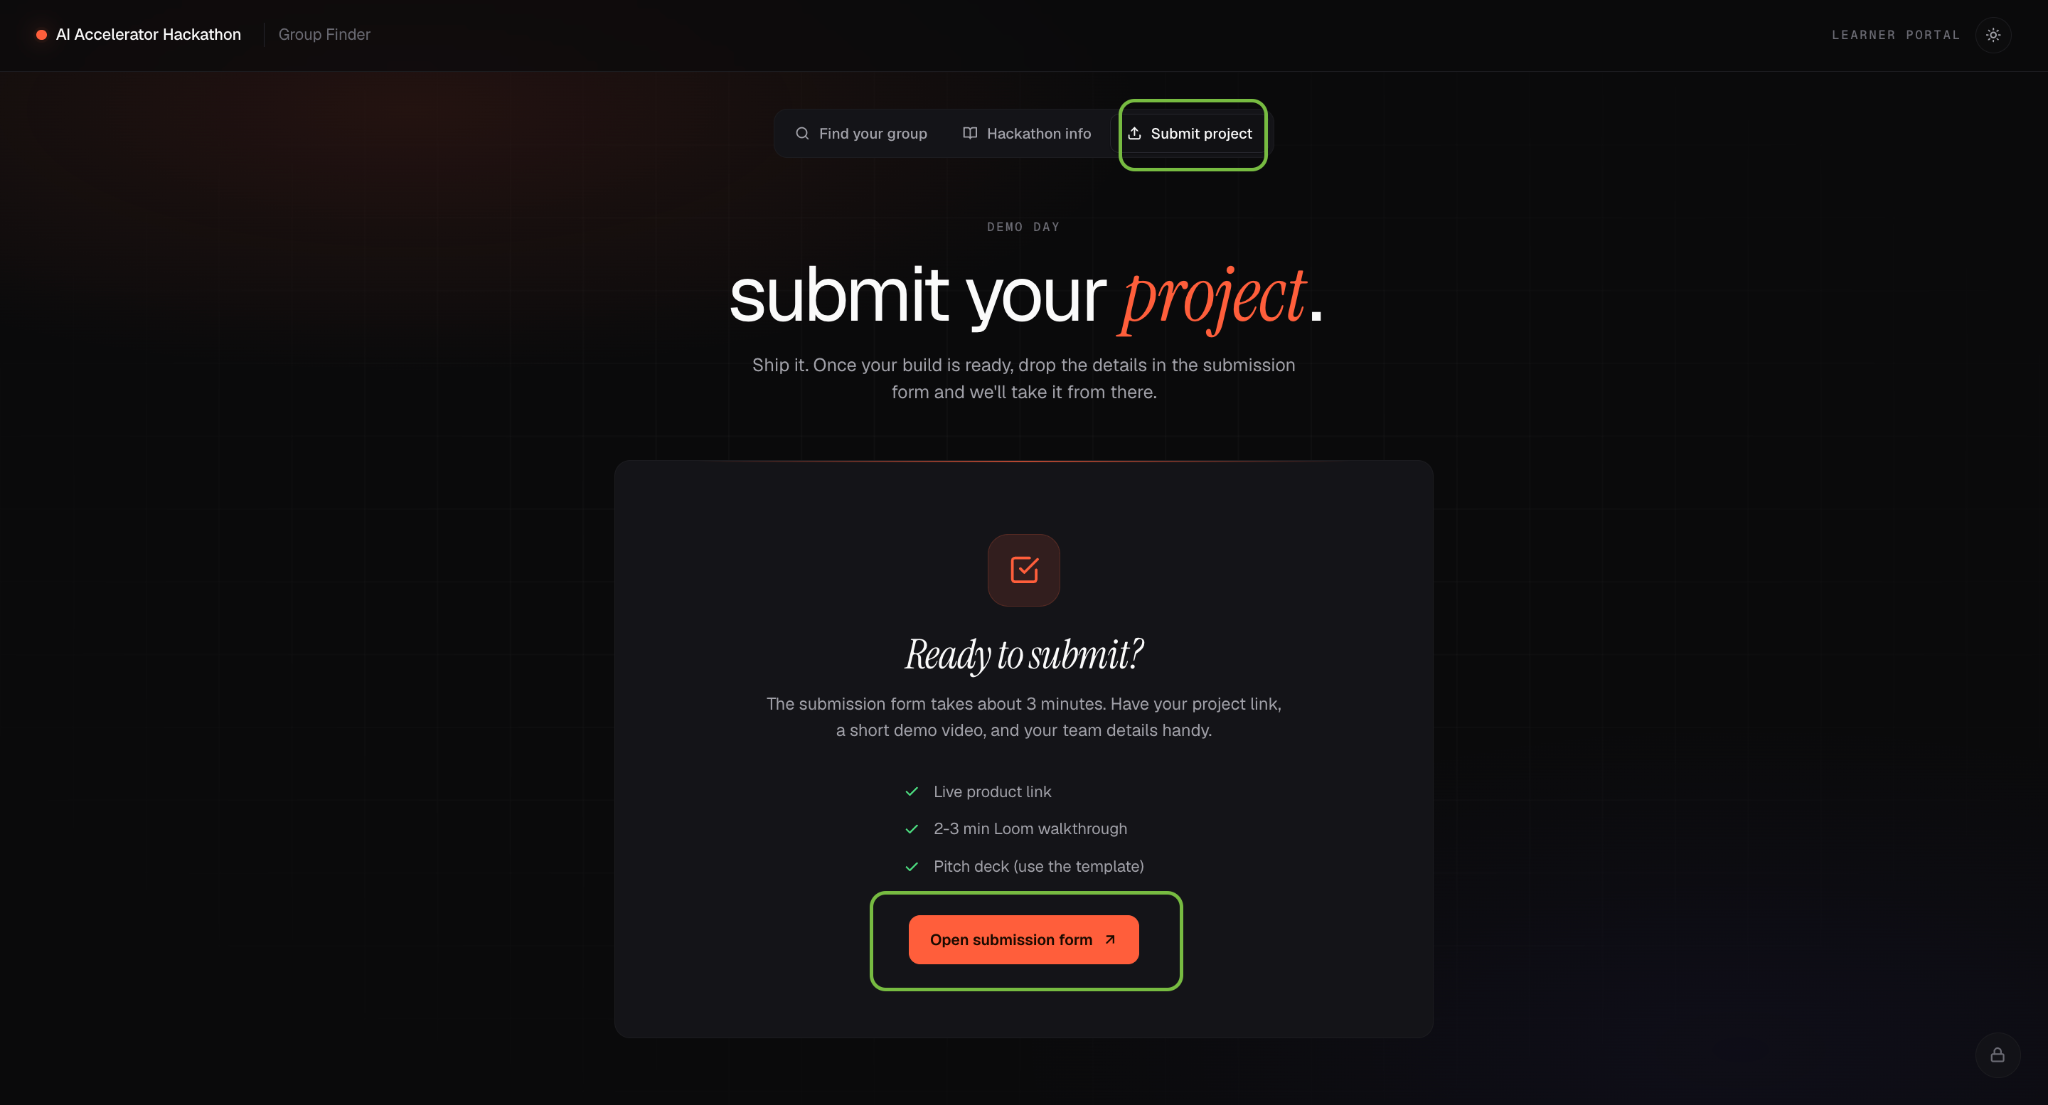 AI Accelerator Hackathon
Group Finder
LEARNER PORTAL
Find your group
Hackathon info
Submit project
DEMO DAY
submit your project.
Ship it. Once your build is ready, drop the details in the submission
form and we'll take it from there.
Ready to submit?
The submission form takes about 3 minutes. Have your project link,
a short demo video, and your team details handy.
Live product link
2-3 min Loom walkthrough
Pitch deck (use the template)
Open submission form